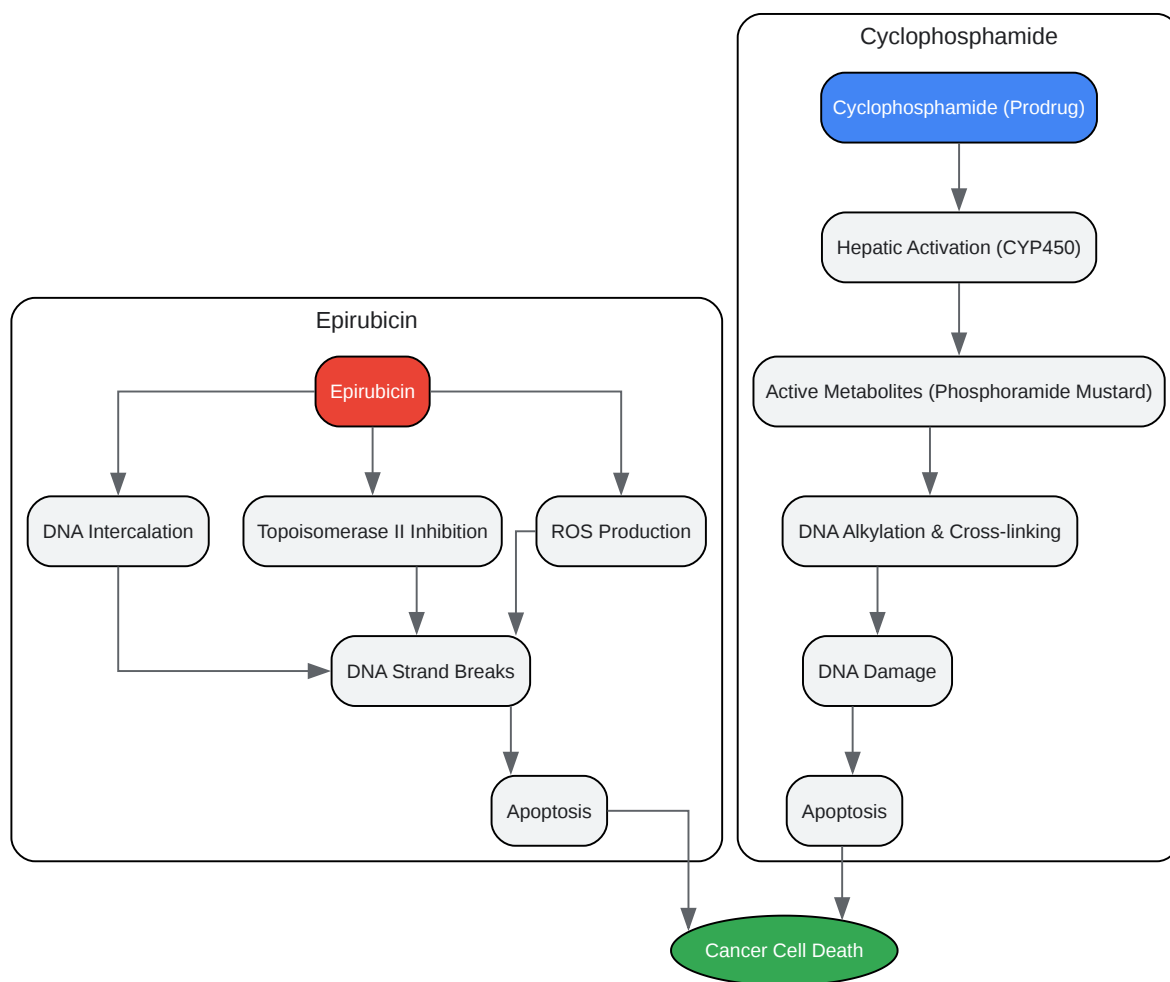 Cyclophosphamide
Cyclophosphamide (Prodrug)
Hepatic Activation (CYP450)
Active Metabolites (Phosphoramide Mustard)
DNA Alkylation & Cross-linking
DNA Damage
Apoptosis
Epirubicin
Epirubicin
DNA Intercalation
Topoisomerase II Inhibition
ROS Production
DNA Strand Breaks
Apoptosis
Cancer Cell Death